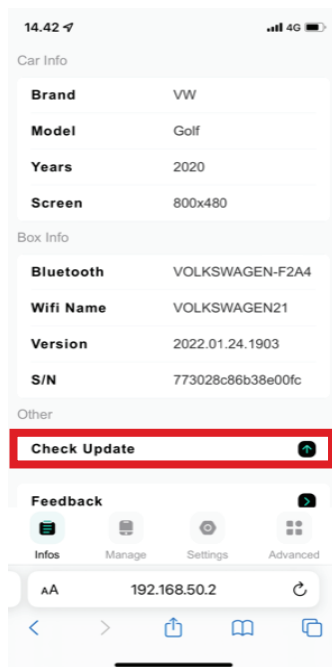 14.42 4G
Car Info
Brand VW
Model Golf
Years 2020
Screen 800x480
Box Info
Bluetooth VOLKSWAGEN-F2A4
Wifi Name VOLKSWAGEN21
Version 2022.01.24.1903
S/N 773028c86b38e00fc
Other
Check Update
Feedback
Infos Manage Settings Advanced
AA 192.168.50.2